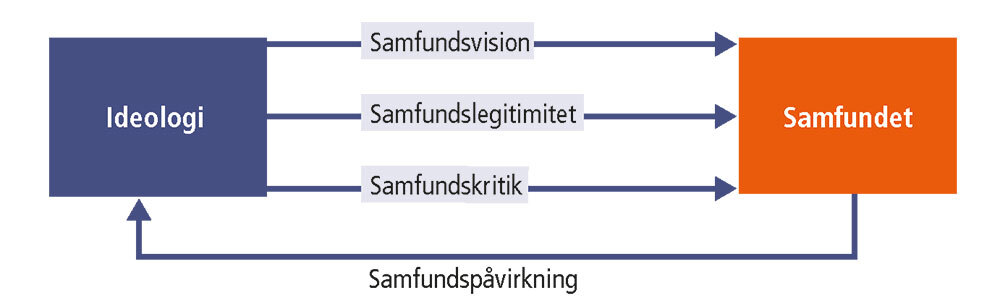 Samfundsvision
Ideologi
Samfundslegitimitet
Samfundet
Samfundskritik
Samfundspåvirkning